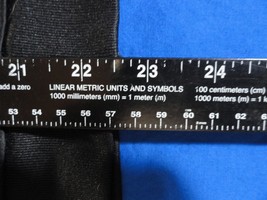 21 22 23 24
add a zero LINEAR METRIC UNITS AND SYMBOLS 100 centimeters (cm)
1000 millimeters (mm) = 1 meter (m) 1000 meters (m) = 1
53 54 55 56 57 58 59 60 61 62